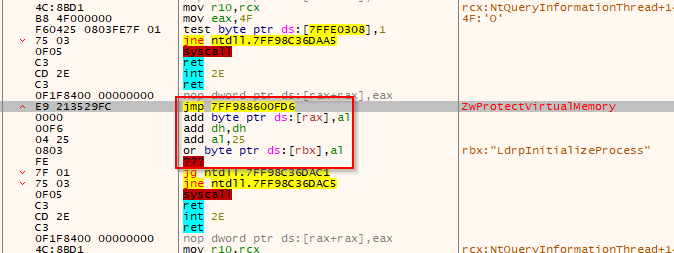 4C:8BD1 mov r10,rcx rcx:NtQueryInformationThread+14
B8 4F000000 mov eax,4F 4F:'O'
F60425 0803FE7F 01 test byte ptr ds:[7FFE0308],1
75 03 jne ntdll.7FF98C36DAA5
0F05 syscall
C3 ret
CD 2E int 2E
C3 ret
0F1F8400 00000000 nop dword ptr ds:[rax+rax],eax
E9 213529FC jmp 7FF988600FD6 ZwProtectVirtualMemory
0000 add byte ptr ds:[rax],al
00F6 add dh,dh
04 25 add al,25
0803 or byte ptr ds:[rbx],al rbx:"LdrpInitializeProcess"
FE ???
7F 01 jg ntdll.7FF98C36DAC1
75 03 jne ntdll.7FF98C36DAC5
0F05 syscall
C3 ret
CD 2E int 2E
C3 ret
0F1F8400 00000000 nop dword ptr ds:[rax+rax],eax
4C:8BD1 mov r10,rcx rcx:NtQueryInformationThread+14